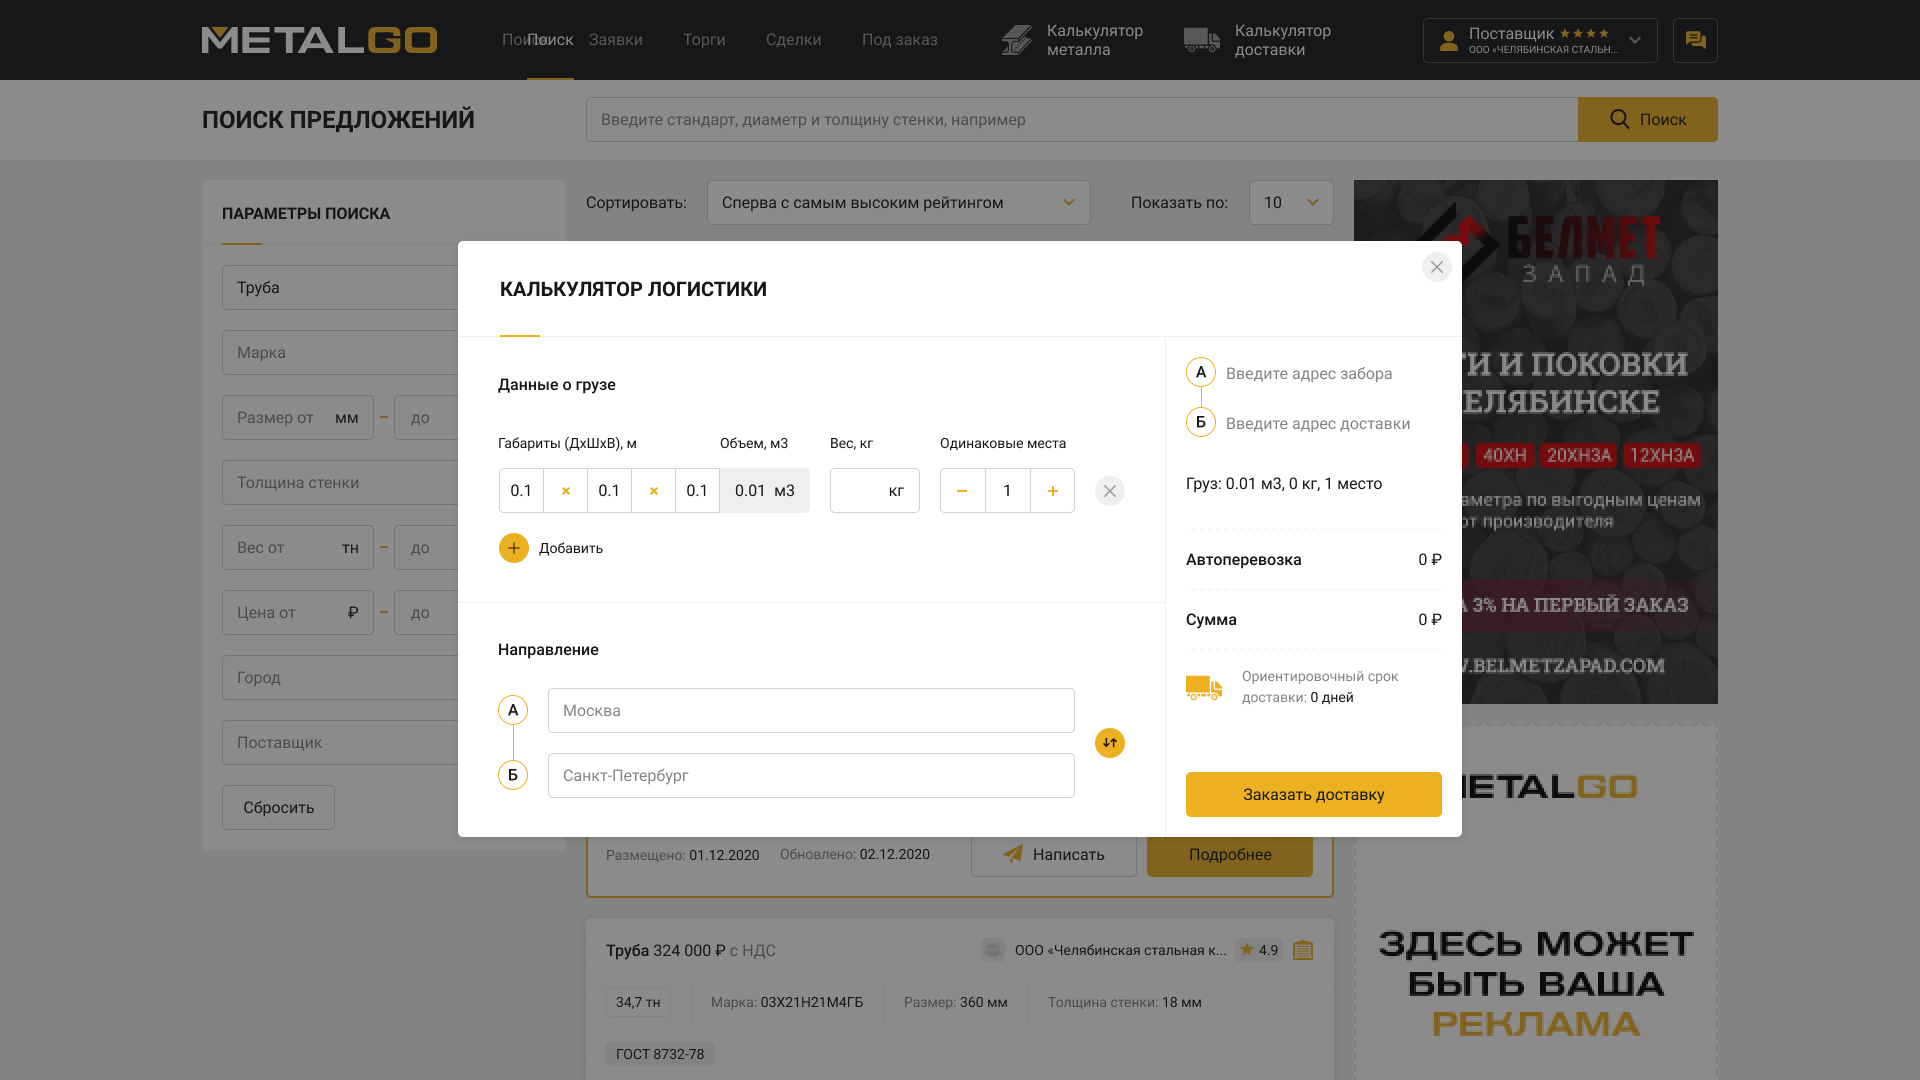 METALGO
Поиск
Поиск
Заявки
Торги
Сделки
Под заказ
Калькулятор
металла
Калькулятор
доставки
Поставщик
ООО «ЧЕЛЯБИНСКАЯ СТАЛЬН...
ПОИСК ПРЕДЛОЖЕНИЙ
Введите стандарт, диаметр и толщину стенки, например
Поиск
ПАРАМЕТРЫ ПОИСКА
Сортировать:
Сперва с самым высоким рейтингом
Показать по:
10
Труба
Марка
Размер от мм – до
Толщина стенки
Вес от тн – до
Цена от ₽ – до
Город
Поставщик
Сбросить
КАЛЬКУЛЯТОР ЛОГИСТИКИ
Данные о грузе
Габариты (ДхШхВ), м
Объем, м3
Вес, кг
Одинаковые места
0.1 × 0.1 × 0.1
0.01 м3
кг
– 1 +
Добавить
Направление
А Москва
Б Санкт-Петербург
А Введите адрес забора
Б Введите адрес доставки
Груз: 0.01 м3, 0 кг, 1 место
Автоперевозка 0 ₽
Сумма 0 ₽
Ориентировочный срок
доставки: 0 дней
Заказать доставку
БЕЛМЕТ
ЗАПАД
ГИ И ПОКОВКИ
ЕЛЯБИНСКЕ
40ХН 20ХН3А 12ХН3А
аметра по выгодным ценам
от производителя
А 3% НА ПЕРВЫЙ ЗАКАЗ
.BELMETZAPAD.COM
Размещено: 01.12.2020
Обновлено: 02.12.2020
Написать
Подробнее
Труба 324 000 ₽ с НДС
ООО «Челябинская стальная к...
4.9
34,7 тн
Марка: 03Х21Н21М4ГБ
Размер: 360 мм
Толщина стенки: 18 мм
ГОСТ 8732-78
ETALGO
ЗДЕСЬ МОЖЕТ
БЫТЬ ВАША
РЕКЛАМА